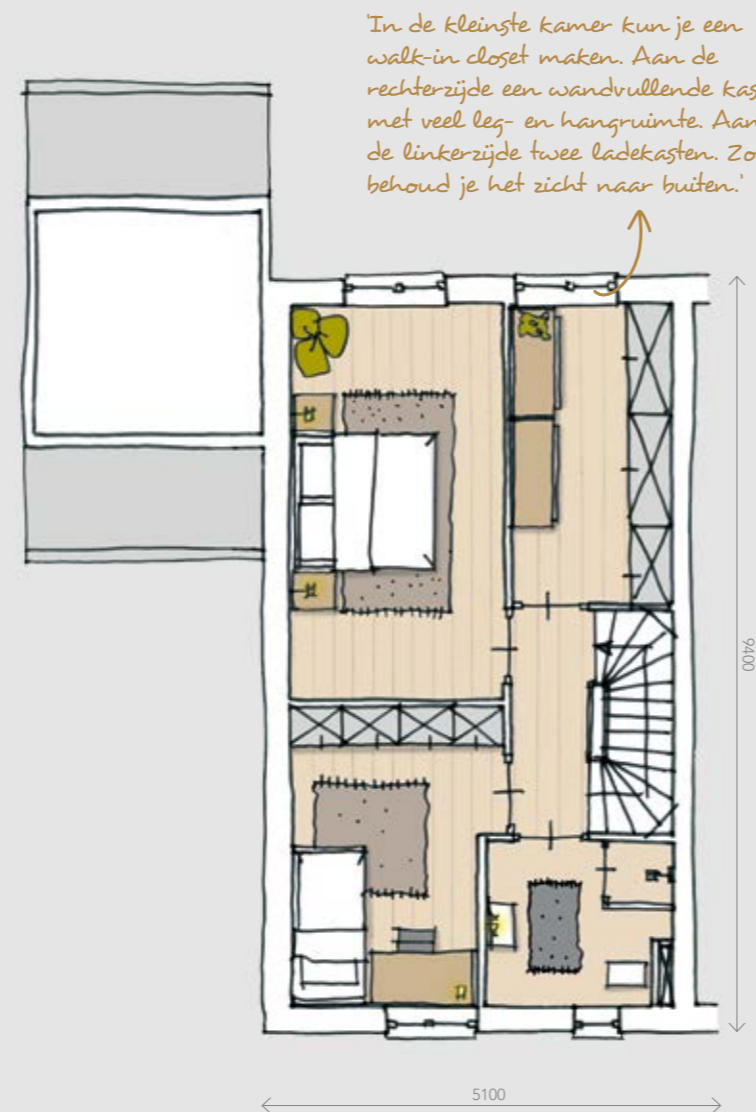 'In de kleinste kamer kun je een
walk-in closet maken. Aan de
rechterzijde een wandvullende kas
met veel leg- en hangruimte. Aan
de linkerzijde twee ladekasten. Zo
behoud je het zicht naar buiten.'
9400
5100